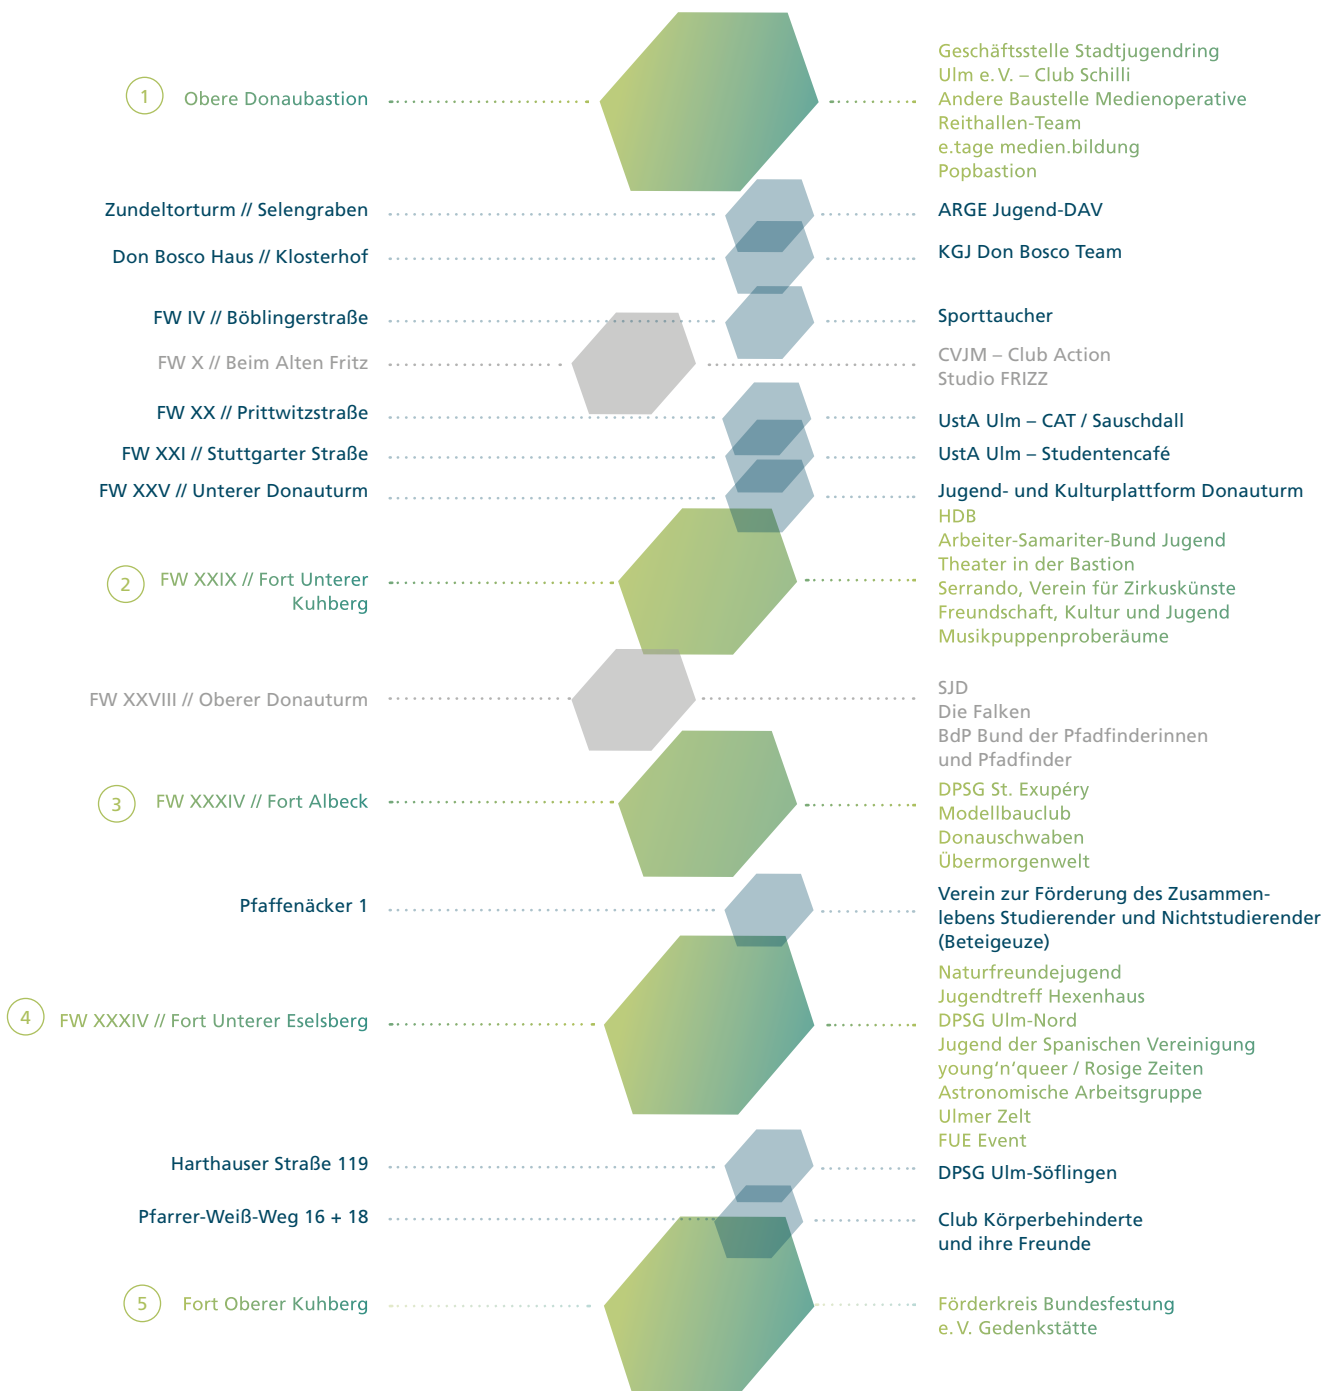 1
Obere Donaubastion
Geschäftsstelle Stadtjugendring
Ulm e. V. – Club Schilli
Andere Baustelle Medienoperative
Reithallen-Team
e.tage medien.bildung
Popbastion
Zundeltorturm // Selengraben
ARGE Jugend-DAV
Don Bosco Haus // Klosterhof
KGJ Don Bosco Team
FW IV // Böblingerstraße
Sporttaucher
FW X // Beim Alten Fritz
CVJM – Club Action
Studio FRIZZ
FW XX // Prittwitzstraße
UstA Ulm – CAT / Sauschdall
FW XXI // Stuttgarter Straße
UstA Ulm – Studentencafé
FW XXV // Unterer Donauturm
Jugend- und Kulturplattform Donauturm
2
FW XXIX // Fort Unterer
Kuhberg
HDB
Arbeiter-Samariter-Bund Jugend
Theater in der Bastion
Serrando, Verein für Zirkuskünste
Freundschaft, Kultur und Jugend
Musikpuppenproberäume
FW XXVIII // Oberer Donauturm
SJD
Die Falken
BdP Bund der Pfadfinderinnen
und Pfadfinder
3
FW XXXIV // Fort Albeck
DPSG St. Exupéry
Modellbauclub
Donauschwaben
Übermorgenwelt
Pfaffenäcker 1
Verein zur Förderung des Zusammen-
lebens Studierender und Nichtstudierender
(Beteigeuze)
4
FW XXXIV // Fort Unterer Eselsberg
Naturfreundejugend
Jugendtreff Hexenhaus
DPSG Ulm-Nord
Jugend der Spanischen Vereinigung
young‘n’queer / Rosige Zeiten
Astronomische Arbeitsgruppe
Ulmer Zelt
FUE Event
Harthauser Straße 119
DPSG Ulm-Söflingen
Pfarrer-Weiß-Weg 16 + 18
Club Körperbehinderte
und ihre Freunde
5
Fort Oberer Kuhberg
Förderkreis Bundesfestung
e. V. Gedenkstätte